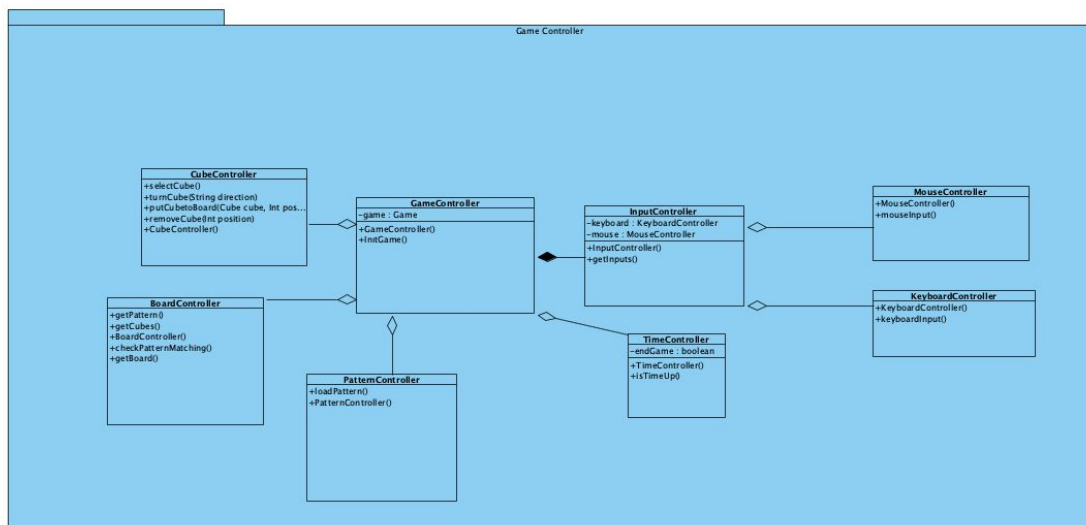 Game Controller
CubeController
+selectCube()
+turnCube(String direction)
+putCubetoBoard(Cube cube, Int pos...
+removeCube(Int position)
+CubeController()
GameController
-game : Game
+GameController()
+InitGame()
InputController
-keyboard : KeyboardController
-mouse : MouseController
+InputController()
+getInputs()
MouseController
+MouseController()
+mouseInput()
BoardController
+getPattern()
+getCubes()
+BoardController()
+checkPatternMatching()
+getBoard()
KeyboardController
+KeyboardController()
+keyboardInput()
PatternController
+loadPattern()
+PatternController()
TimeController
-endGame : boolean
+TimeController()
+isTimeUp()